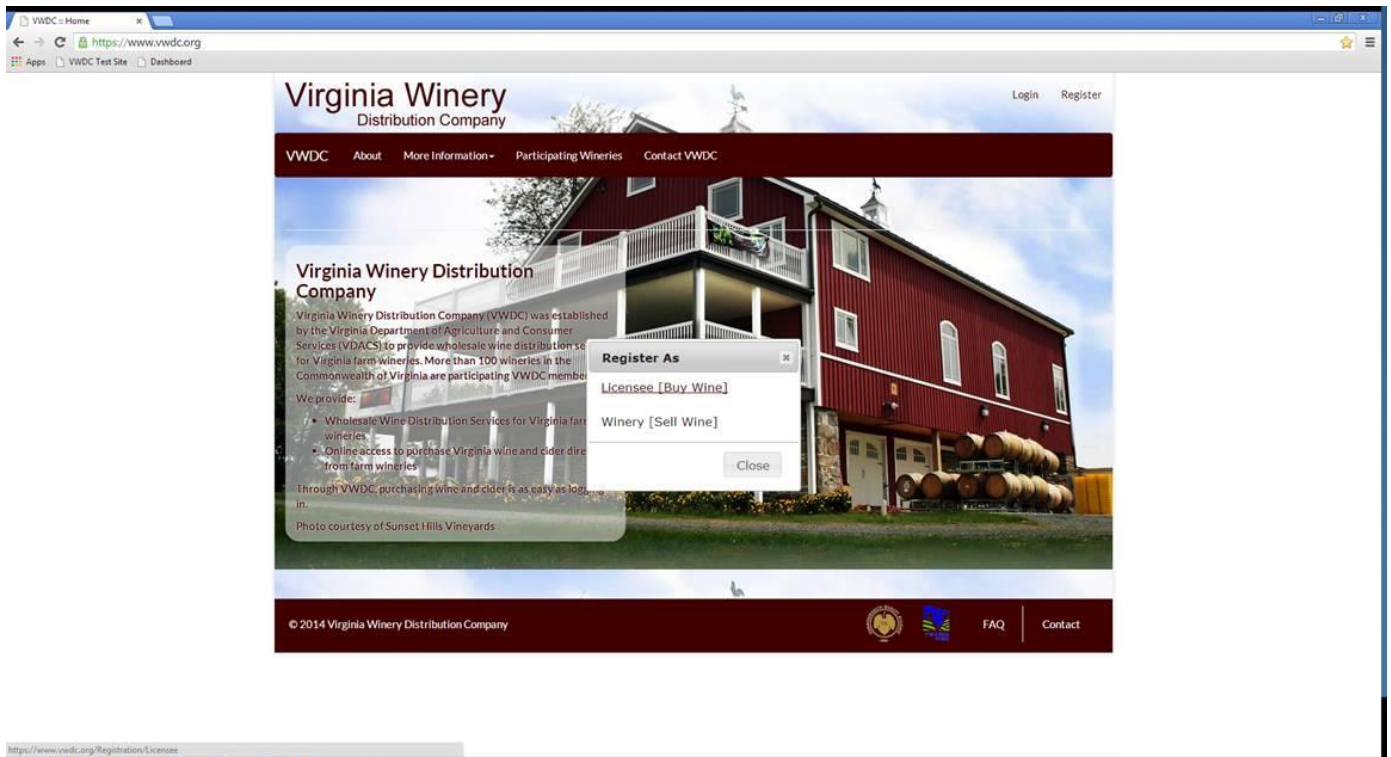 VWDC :: Home
https://www.vwdc.org
Apps VWDC Test Site Dashboard
Virginia Winery
Distribution Company
Login Register
VWDC About More Information Participating Wineries Contact VWDC
Virginia Winery Distribution
Company
Virginia Winery Distribution Company (VWDC) was established
by the Virginia Department of Agriculture and Consumer
Services (VDACS) to provide wholesale wine distribution se
for Virginia farm wineries. More than 100 wineries in the
Commonwealth of Virginia are participating VWDC member
We provide:
• Wholesale Wine Distribution Services for Virginia farm
wineries
• Online access to purchase Virginia wine and cider dire
from farm wineries
Through VWDC, purchasing wine and cider is as easy as logging
in.
Photo courtesy of Sunset Hills Vineyards
Register As
Licensee [Buy Wine]
Winery [Sell Wine]
Close
© 2014 Virginia Winery Distribution Company
FAQ Contact
https://www.vwdc.org/Registration/Licensee